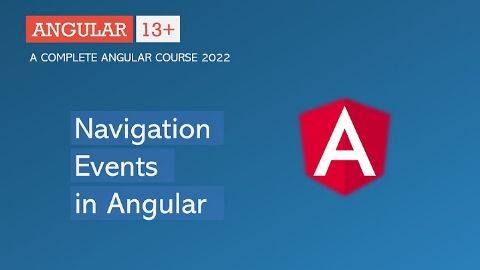 ANGULAR 13+
A COMPLETE ANGULAR COURSE 2022
Navigation
Events
in Angular
A